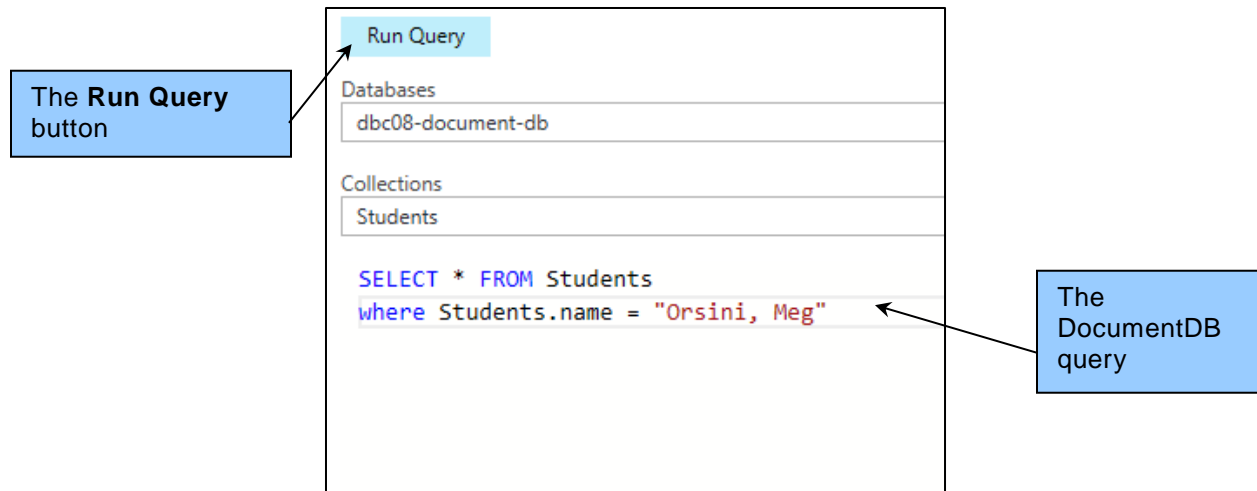 Run Query
The Run Query
button
Databases
dbc08-document-db
Collections
Students
SELECT * FROM Students
where Students.name = "Orsini, Meg"
The
DocumentDB
query